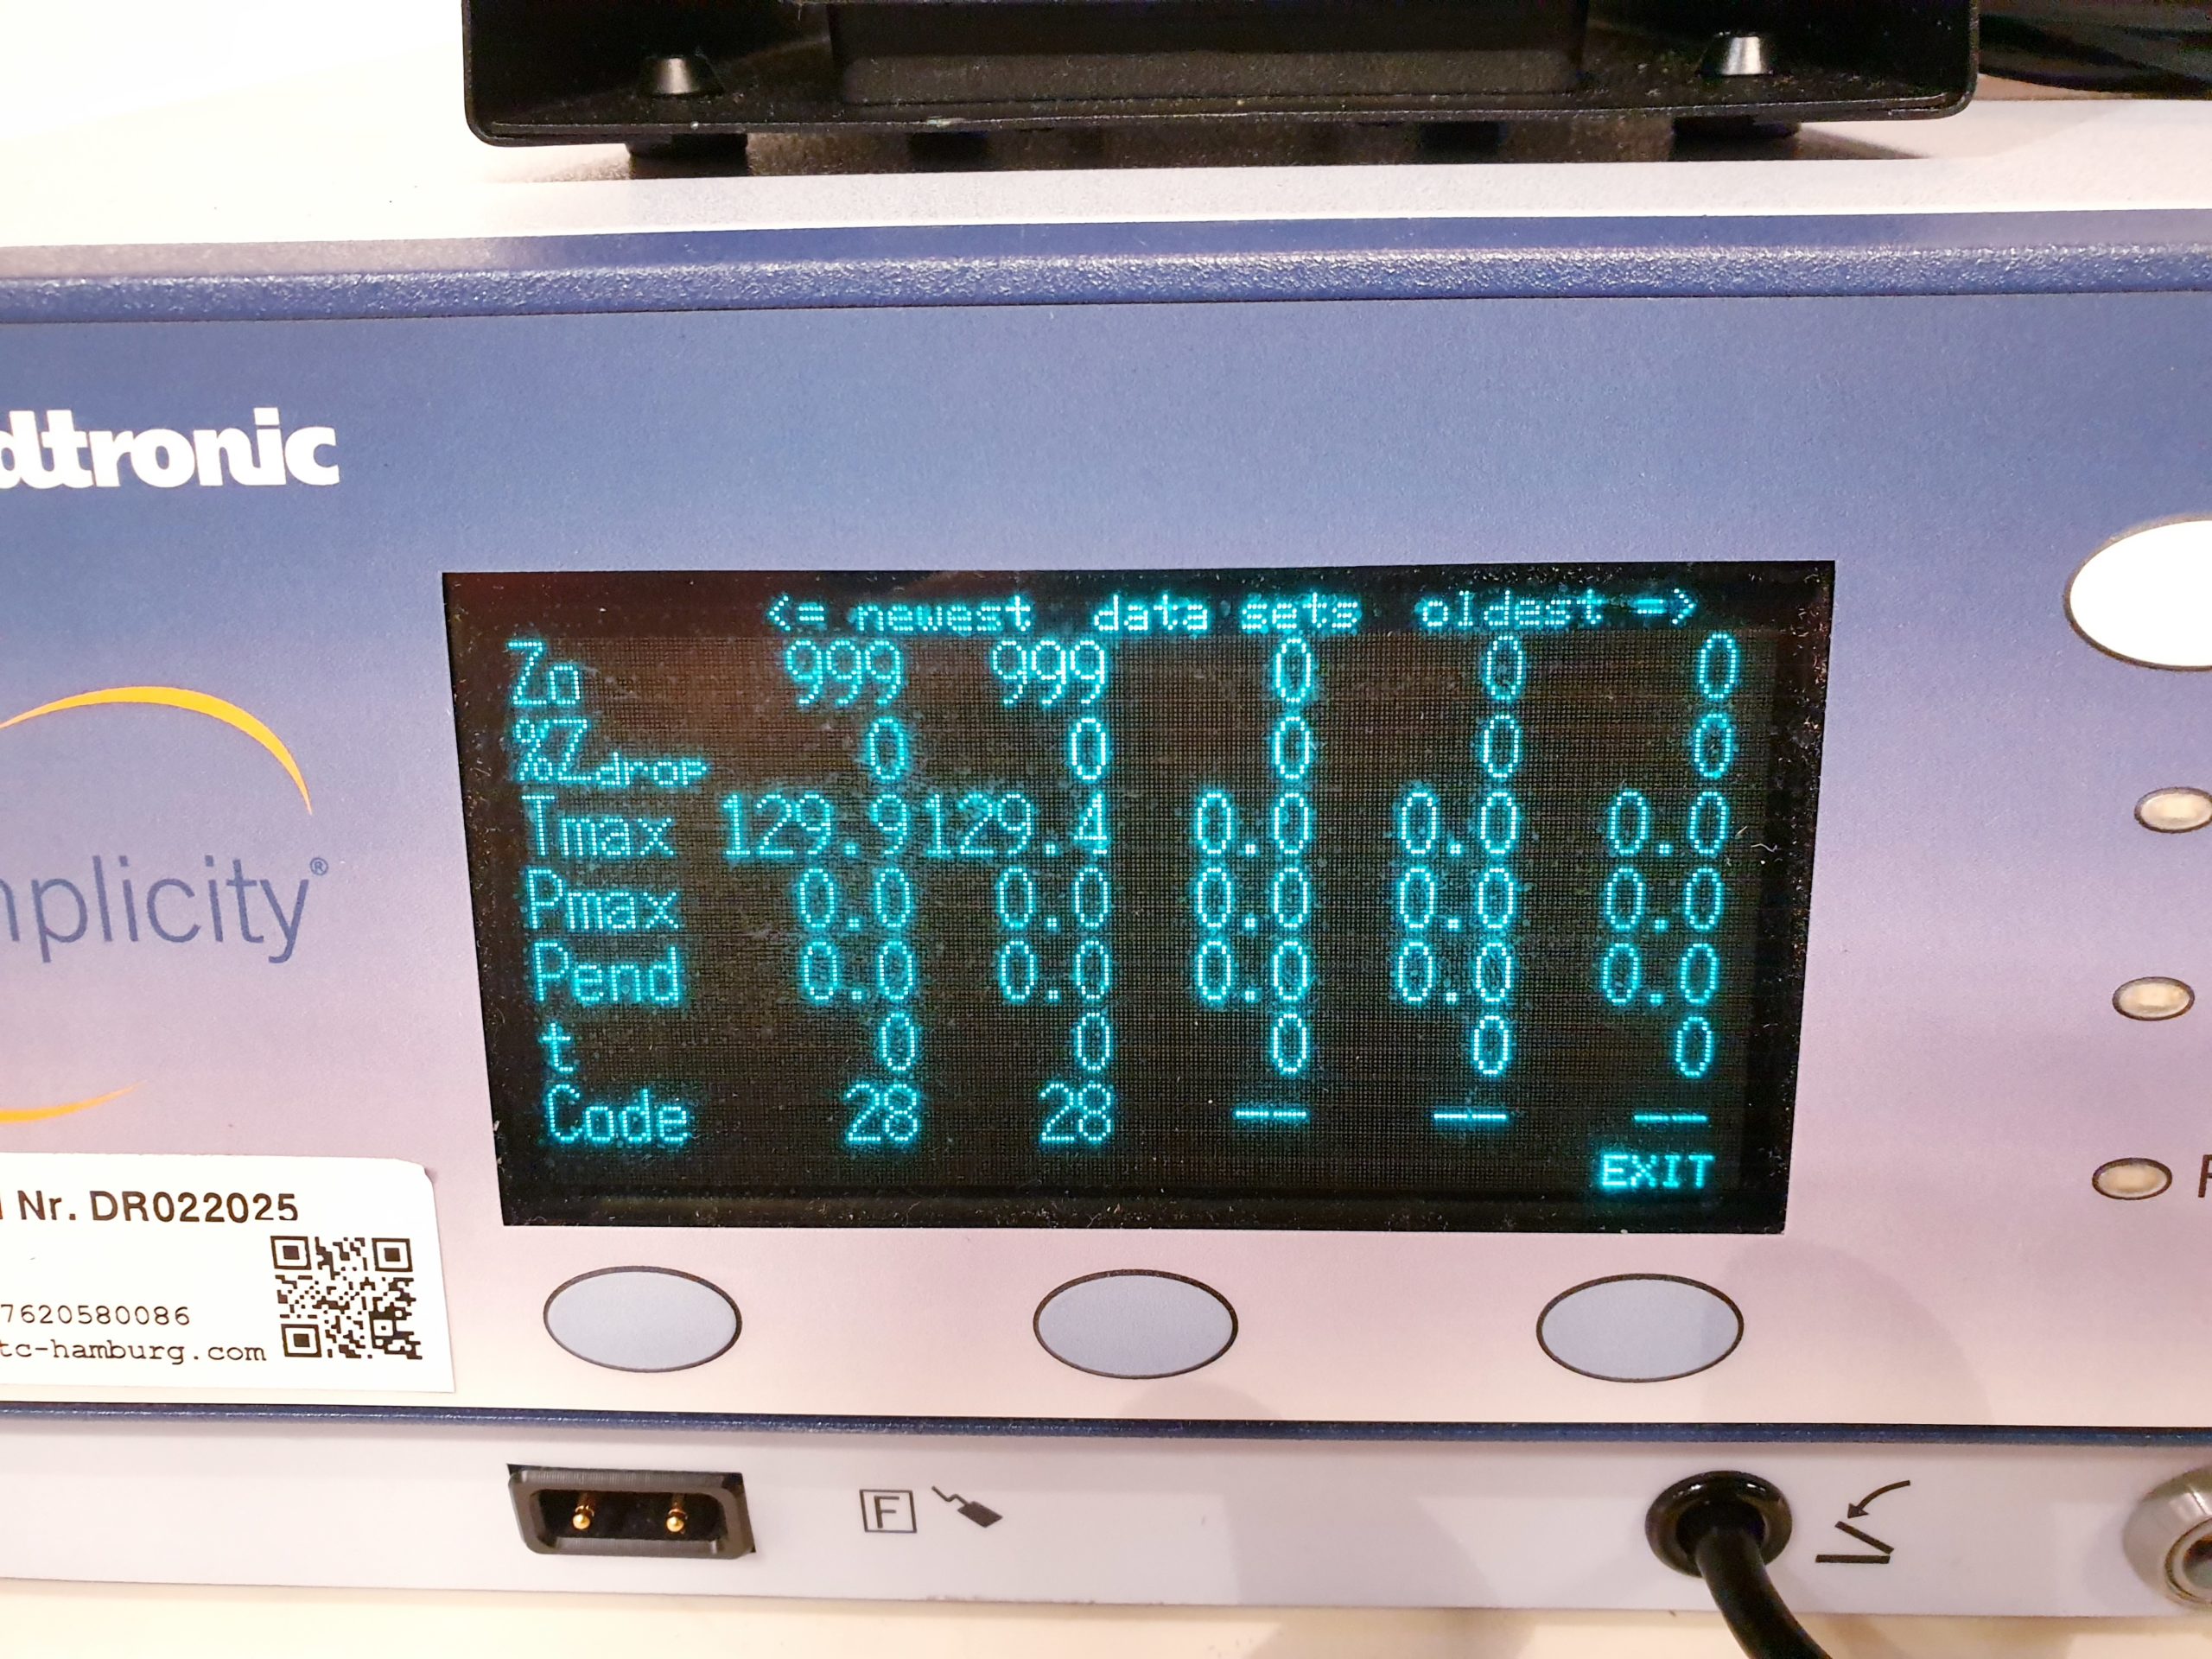 dtronic
<= newest data sets oldest =>
Zo 999 999 0 0 0
%Zdrop 0 0 0 0 0
Tmax 129.9 129.4 0.0 0.0 0.0
Pmax 0.0 0.0 0.0 0.0 0.0
Pend 0.0 0.0 0.0 0.0 0.0
t 0 0 0 0 0
Code 28 28 -- -- --
EXIT
plicity®
Nr. DR022025
7620580086
tc-hamburg.com
F